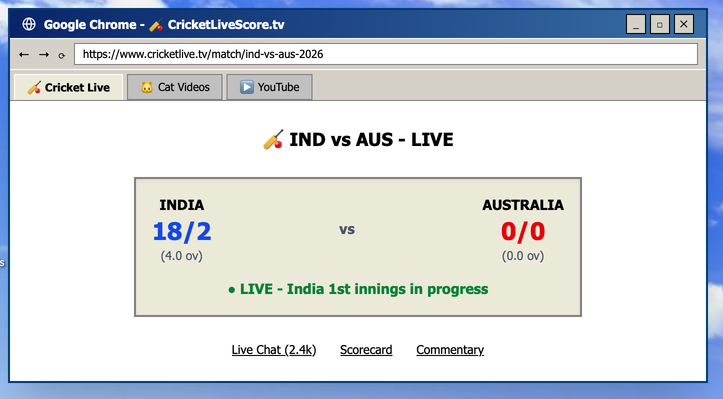 Google Chrome - 🏏 CricketLiveScore.tv
https://www.cricketlive.tv/match/ind-vs-aus-2026
🏏 Cricket Live 🐱 Cat Videos ▶️ YouTube
🏏 IND vs AUS - LIVE
INDIA
18/2
(4.0 ov)
vs
AUSTRALIA
0/0
(0.0 ov)
● LIVE - India 1st innings in progress
Live Chat (2.4k) Scorecard Commentary